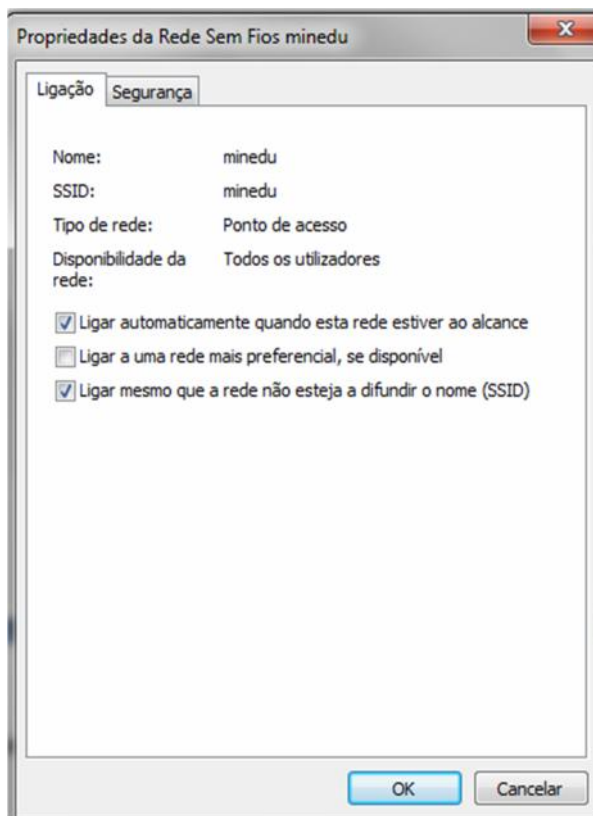 Propriedades da Rede Sem Fios minedu
Ligação Segurança
Nome: minedu
SSID: minedu
Tipo de rede: Ponto de acesso
Disponibilidade da Todos os utilizadores
rede:
Ligar automaticamente quando esta rede estiver ao alcance
Ligar a uma rede mais preferencial, se disponível
Ligar mesmo que a rede não esteja a difundir o nome (SSID)
OK Cancelar